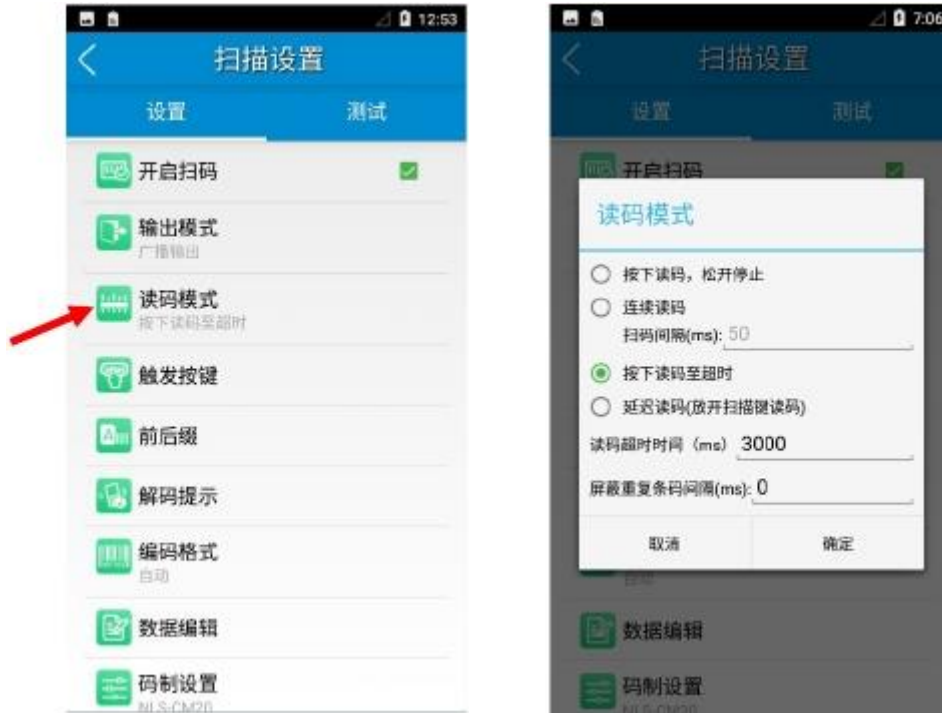 12:53
扫描设置
设置 测试
开启扫码
输出模式
广播输出
读码模式
按下读码至超时
触发按键
前后缀
解码提示
编码格式
自动
数据编辑
码制设置
NLS-CM20
7:06
扫描设置
设置 测试
开启扫码
读码模式
按下读码，松开停止
连续读码
扫码间隔(ms): 50
按下读码至超时
延迟读码(放开扫描键读码)
读码超时时间（ms） 3000
屏蔽重复条码间隔(ms): 0
取消 确定
自动
数据编辑
码制设置
NLS-CM20